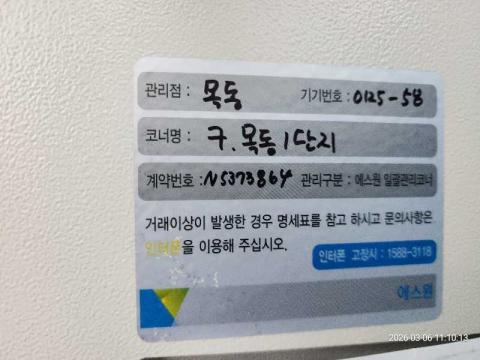 관리점 : 목동 기기번호 : 0125-58
코너명 : 구.목동1단지
계약번호 : N5373864 관리구분 : 에스원 일괄관리코너
거래이상이 발생한 경우 명세표를 참고 하시고 문의사항은
인터폰을 이용해 주십시오.
인터폰 고장시 : 1588-3118
에스원
2026-03-06 11:10:13